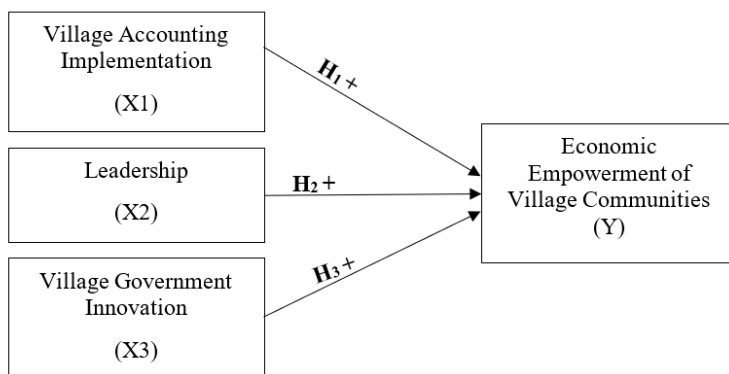 Village Accounting
Implementation
(X1)
H1 +
Leadership
(X2)
H2 +
Village Government
Innovation
(X3)
H3 +
Economic
Empowerment of
Village Communities
(Y)